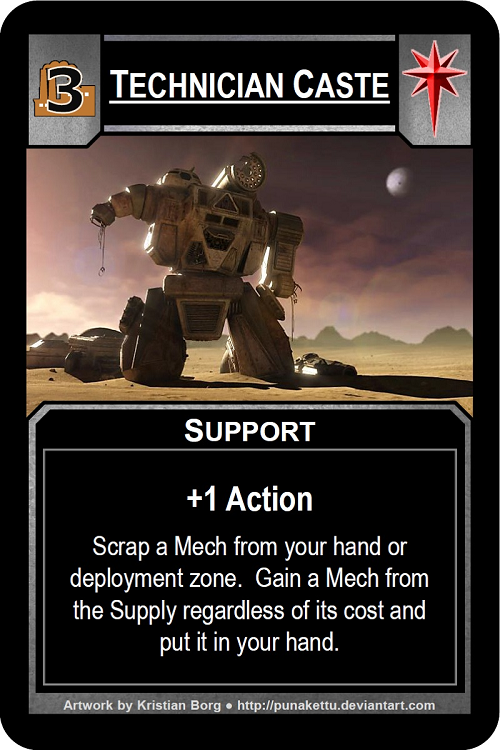 3
TECHNICIAN CASTE
SUPPORT
+1 Action
Scrap a Mech from your hand or
deployment zone.  Gain a Mech from
the Supply regardless of its cost and
put it in your hand.
Artwork by Kristian Borg ● http://punakettu.deviantart.com